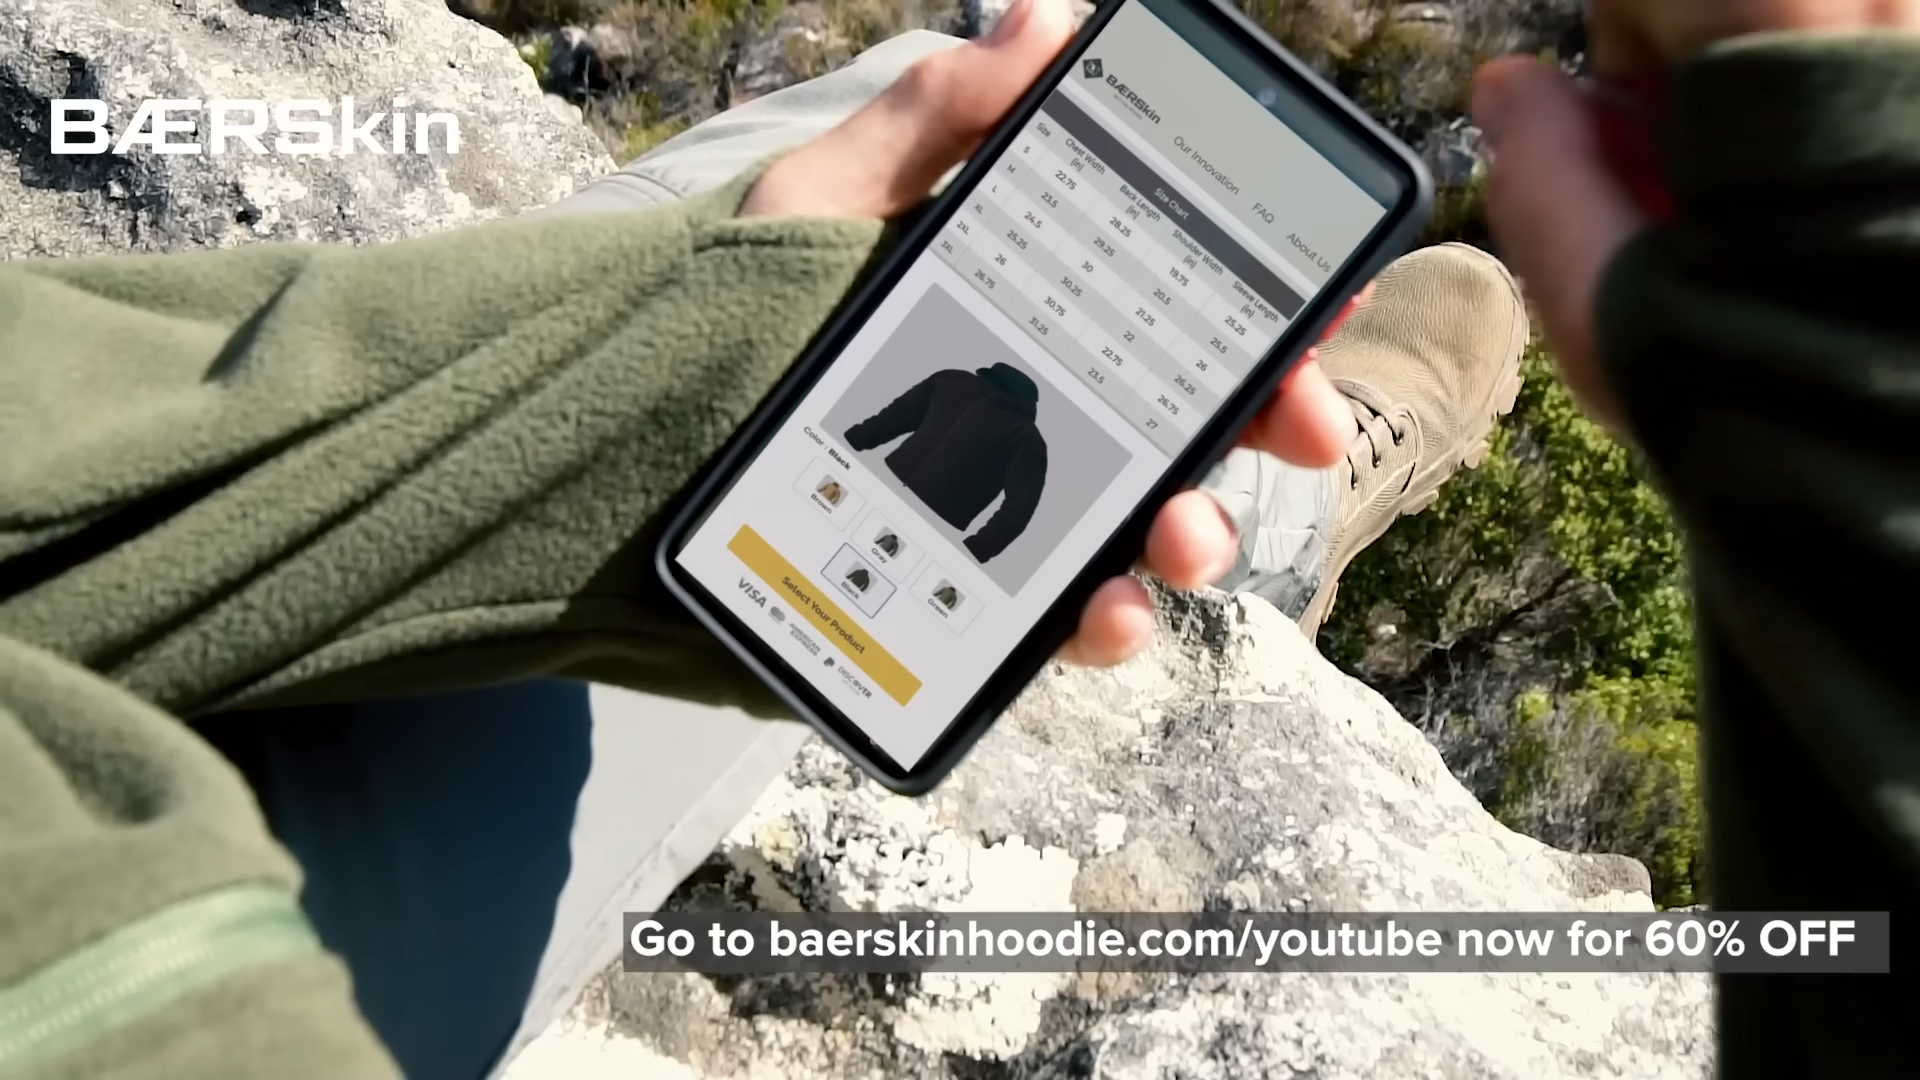 BÆRSkin
BÆRSkin
Our Innovation
FAQ
About Us
Size Chart
Size
Chest Width (in)
Back Length (in)
Shoulder Width (in)
Sleeve Length (in)
S 22.75 28.25 19.75 25.25
M 23.5 29.25 20.5 25.5
L 24.5 30 21.25 26
XL 25.25 30.25 22 26.25
2XL 26 30.75 22.75 26.75
3XL 26.75 31.25 23.5 27
Color : Black
Brown
Gray
Black
Green
Select Your Product
VISA
AMERICAN EXPRESS
DISCOVER
Go to baerskinhoodie.com/youtube now for 60% OFF